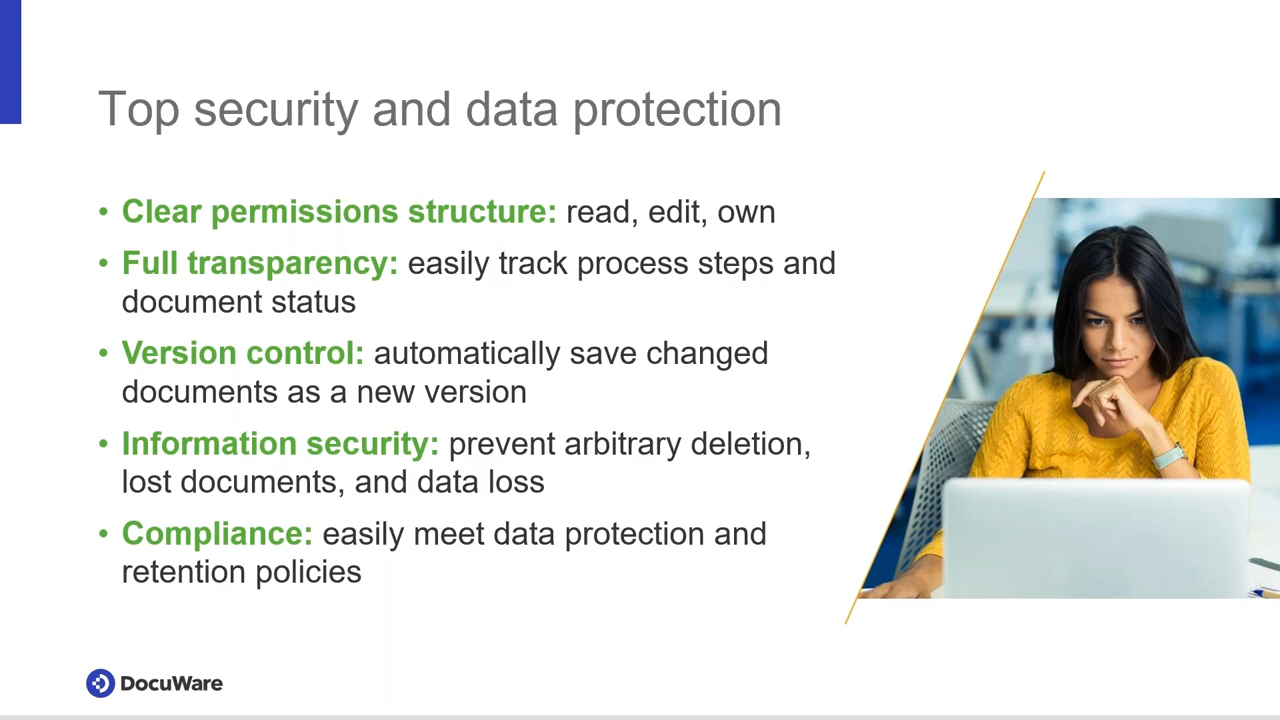 Top security and data protection
• Clear permissions structure: read, edit, own
• Full transparency: easily track process steps and
document status
• Version control: automatically save changed
documents as a new version
• Information security: prevent arbitrary deletion,
lost documents, and data loss
• Compliance: easily meet data protection and
retention policies
DocuWare